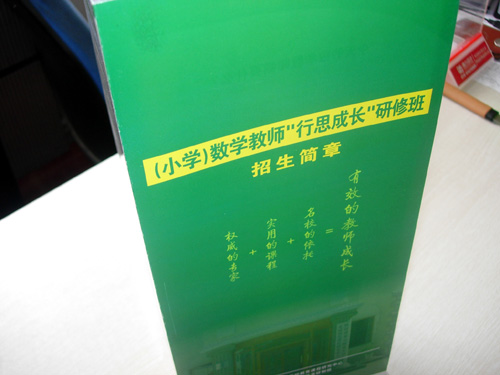 (小学)数学教师"行思成长"研修班
招生简章
权威的专家
+
实用的课程
+
名校的依托
=
有效的教师成长